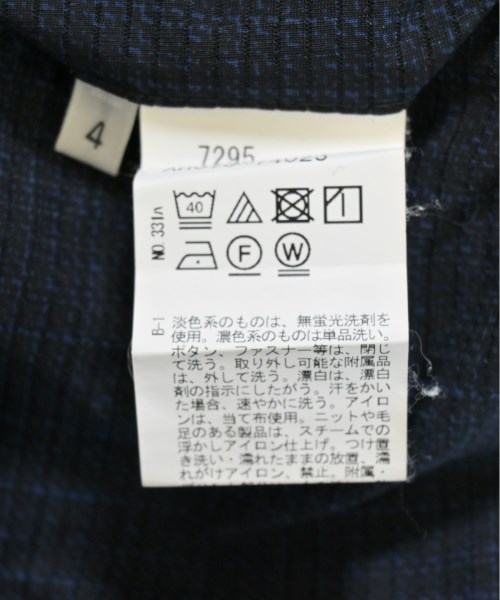 4
7295
40
F
W
NO. 331A
B-1
淡色系のものは、無蛍光洗剤を
使用。濃色系のものは単品洗い。
ボタン、ファスナー等は、閉じ
て洗う。取り外し可能な附属品
は、外して洗う。漂白は、漂白
剤の指示にしたがう。汗をかい
た場合、速やかに洗う。アイロ
ンは、当て布使用。ニットや毛
足のある製品は、スチームでの
浮かしアイロン仕上げ。つけ置
き洗い・濡れたままの放置、濡
れがけアイロン、禁止。附属・